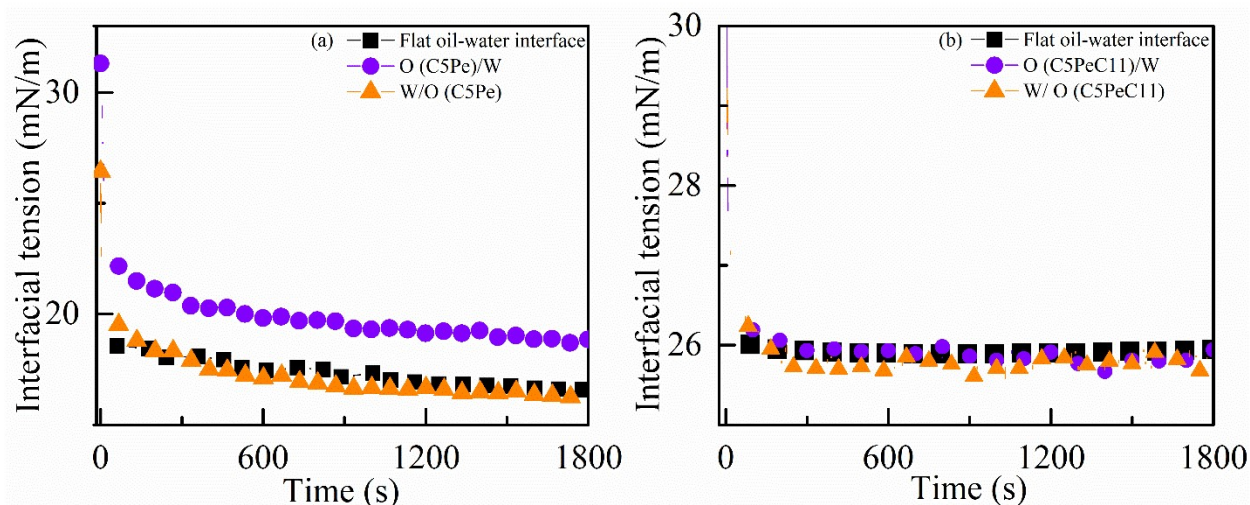 (a)
Flat oil-water interface
O (C5Pe)/W
W/O (C5Pe)
Interfacial tension (mN/m)
30
20
0
600
1200
1800
Time (s)
(b)
Flat oil-water interface
O (C5PeC11)/W
W/ O (C5PeC11)
Interfacial tension (mN/m)
30
28
26
0
600
1200
1800
Time (s)